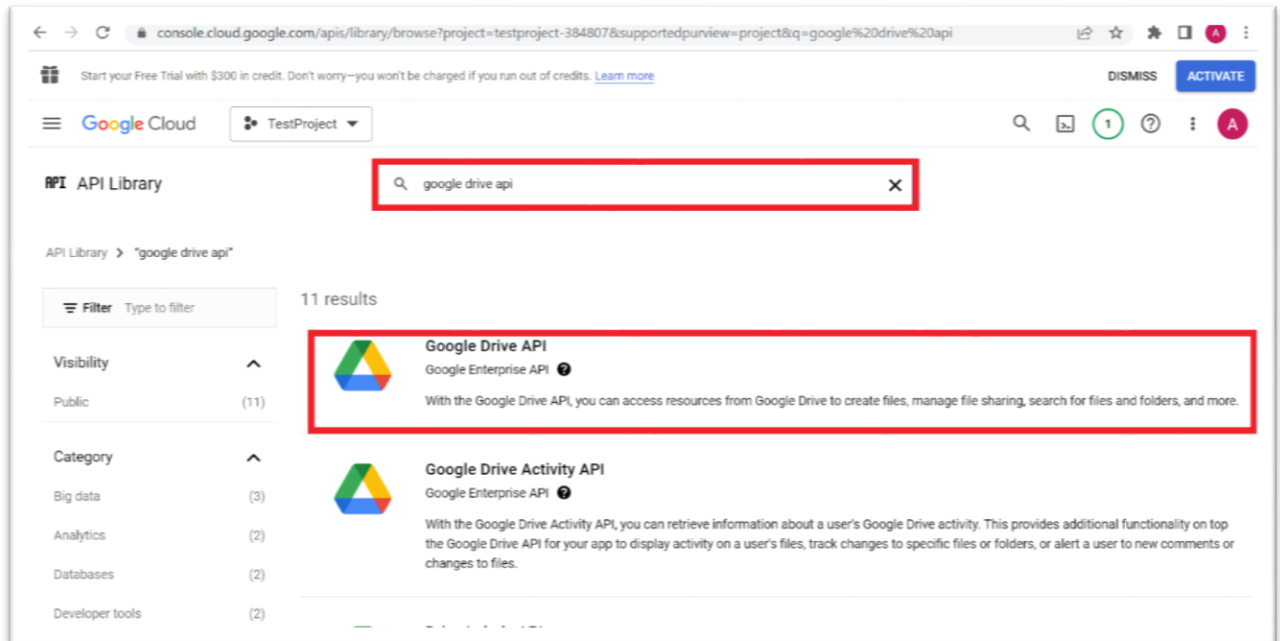 console.cloud.google.com/apis/library/browse?project=testproject-384807&supportedpurview=project&q=google%20drive%20api
A
Start your Free Trial with $300 in credit. Don't worry—you won't be charged if you run out of credits. Learn more
DISMISS
ACTIVATE
Google Cloud
TestProject
1
A
API API Library
google drive api
API Library > "google drive api"
Filter Type to filter
11 results
Visibility
Public (11)
Category
Big data (3)
Analytics (2)
Databases (2)
Developer tools (2)
Google Drive API
Google Enterprise API
With the Google Drive API, you can access resources from Google Drive to create files, manage file sharing, search for files and folders, and more.
Google Drive Activity API
Google Enterprise API
With the Google Drive Activity API, you can retrieve information about a user's Google Drive activity. This provides additional functionality on top
the Google Drive API for your app to display activity on a user's files, track changes to specific files or folders, or alert a user to new comments or
changes to files.